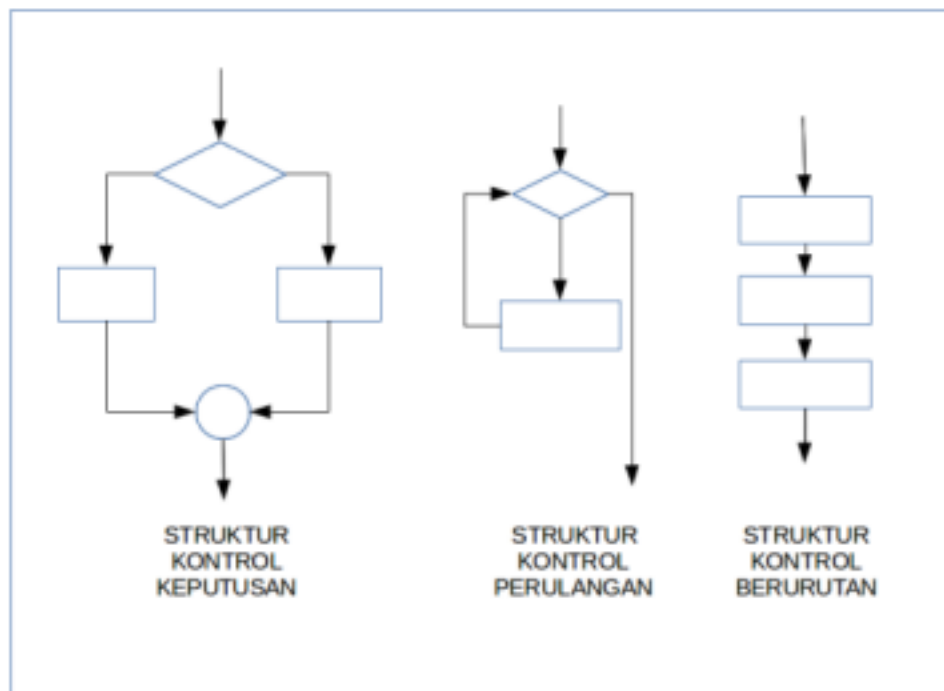 STRUKTUR
KONTROL
KEPUTUSAN
STRUKTUR
KONTROL
PERULANGAN
STRUKTUR
KONTROL
BERURUTAN